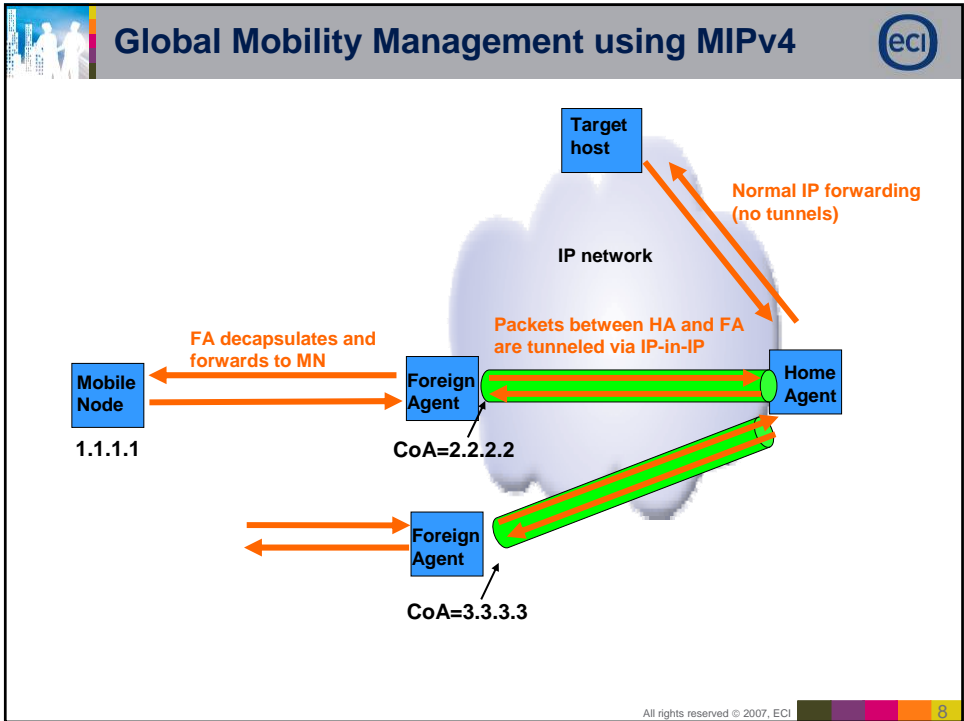 Global Mobility Management using MIPv4
eci
Target
host
Normal IP forwarding
(no tunnels)
IP network
FA decapsulates and
forwards to MN
Packets between HA and FA
are tunneled via IP-in-IP
Mobile
Node
Foreign
Agent
Home
Agent
1.1.1.1
CoA=2.2.2.2
Foreign
Agent
CoA=3.3.3.3
All rights reserved © 2007, ECI
8